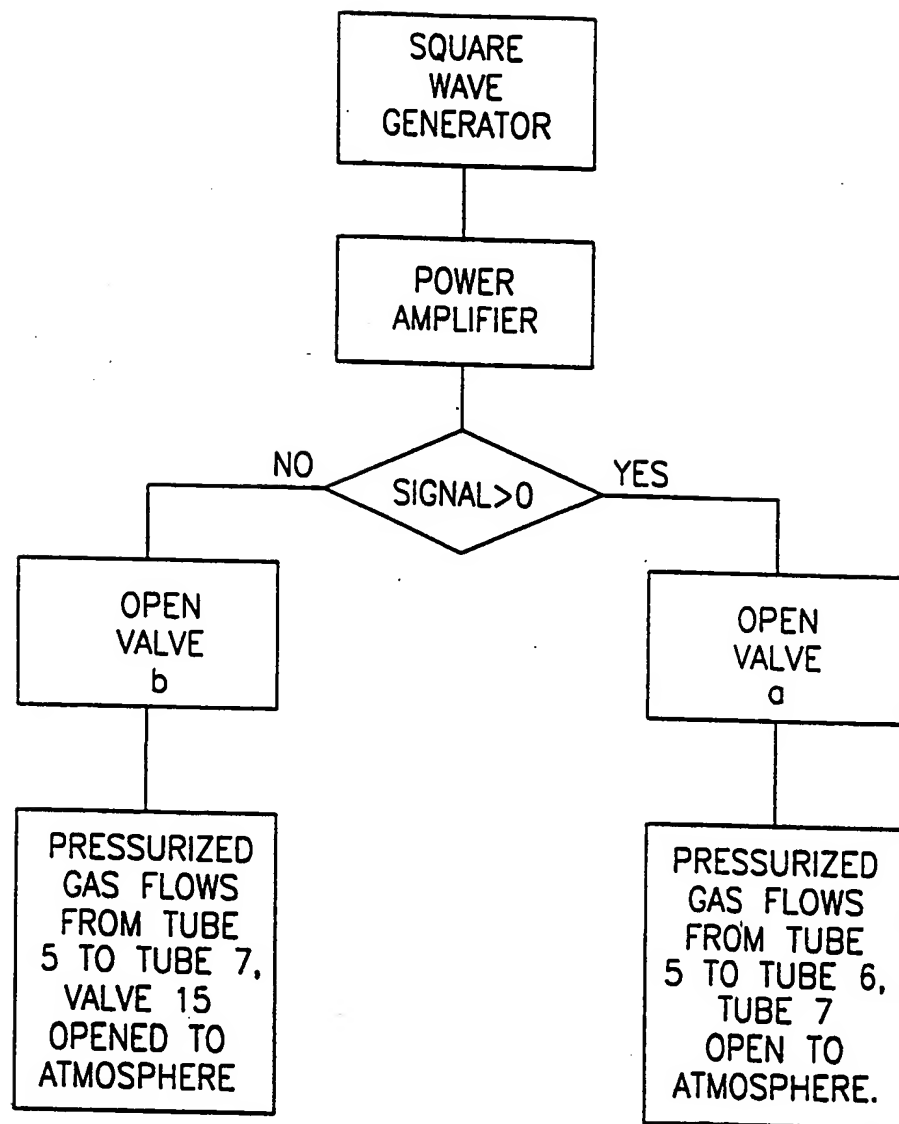 SQUARE
WAVE
GENERATOR
POWER
AMPLIFIER
SIGNAL>0
NO
YES
OPEN
VALVE
b
OPEN
VALVE
a
PRESSURIZED
GAS FLOWS
FROM TUBE
5 TO TUBE 7,
VALVE 15
OPENED TO
ATMOSPHERE
PRESSURIZED
GAS FLOWS
FROM TUBE
5 TO TUBE 6,
TUBE 7
OPEN TO
ATMOSPHERE.